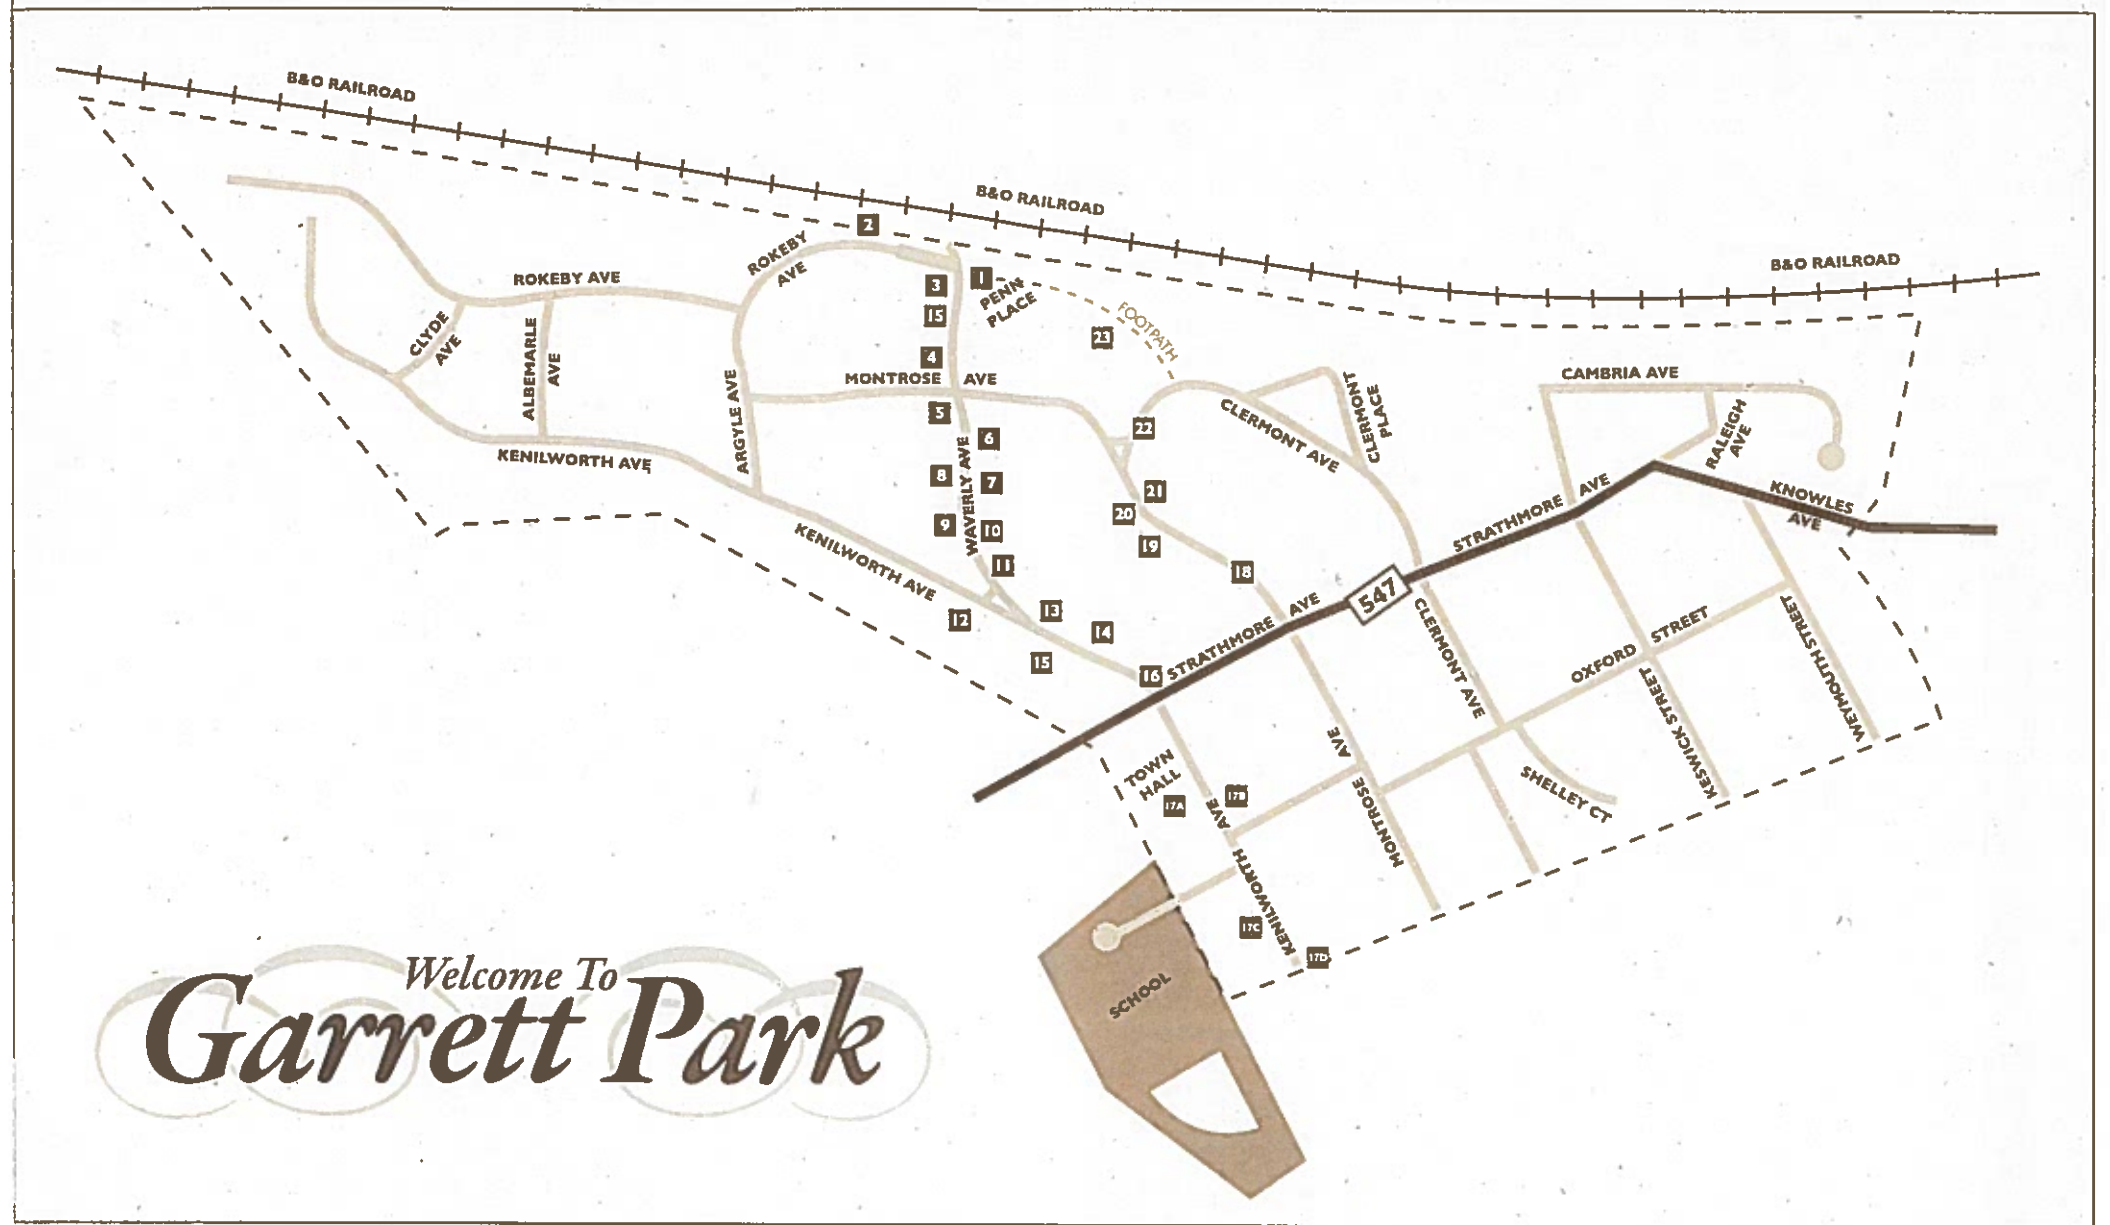 B&O RAILROAD
B&O RAILROAD
B&O RAILROAD
2
ROKEBY
AVE
ROKEBY AVE
1
PENN
PLACE
3
15
4
FOOTPATH
23
CLYDE
AVE
ALBEMARLE
AVE
ARGYLE AVE
MONTROSE AVE
5
6
8
7
9
10
WAVERLY AVE
11
KENILWORTH AVE
KENILWORTH AVE
12
13
14
15
16
22
21
20
19
18
CLERMONT AVE
CLERMONT
PLACE
CAMBRIA AVE
RALEIGH
AVE
KNOWLES
AVE
STRATHMORE AVE
547
STRATHMORE AVE
CLERMONT AVE
OXFORD STREET
WEYMOUTH STREET
KESWICK STREET
SHELLEY CT
MONTROSE AVE
TOWN
HALL
17A
17B
KENILWORTH AVE
17C
17D
SCHOOL
Welcome To
Garrett Park